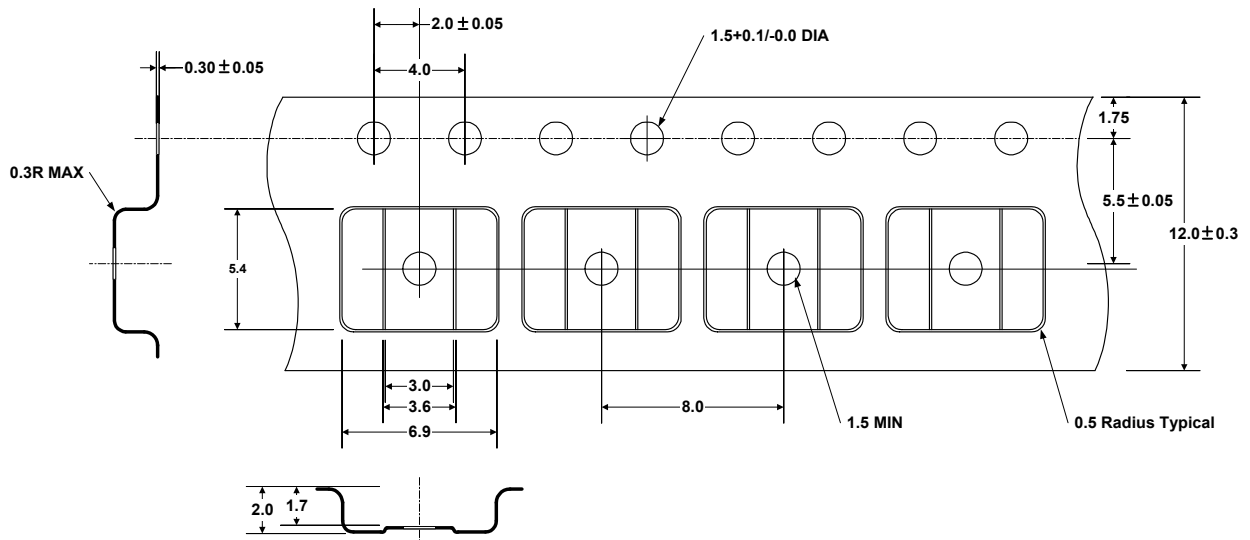 2.0 ± 0.05
1.5+0.1/-0.0 DIA
0.30 ± 0.05
4.0
1.75
0.3R MAX
5.5 ± 0.05
12.0 ± 0.3
5.4
3.0
3.6
6.9
8.0
1.5 MIN
0.5 Radius Typical
2.0
1.7